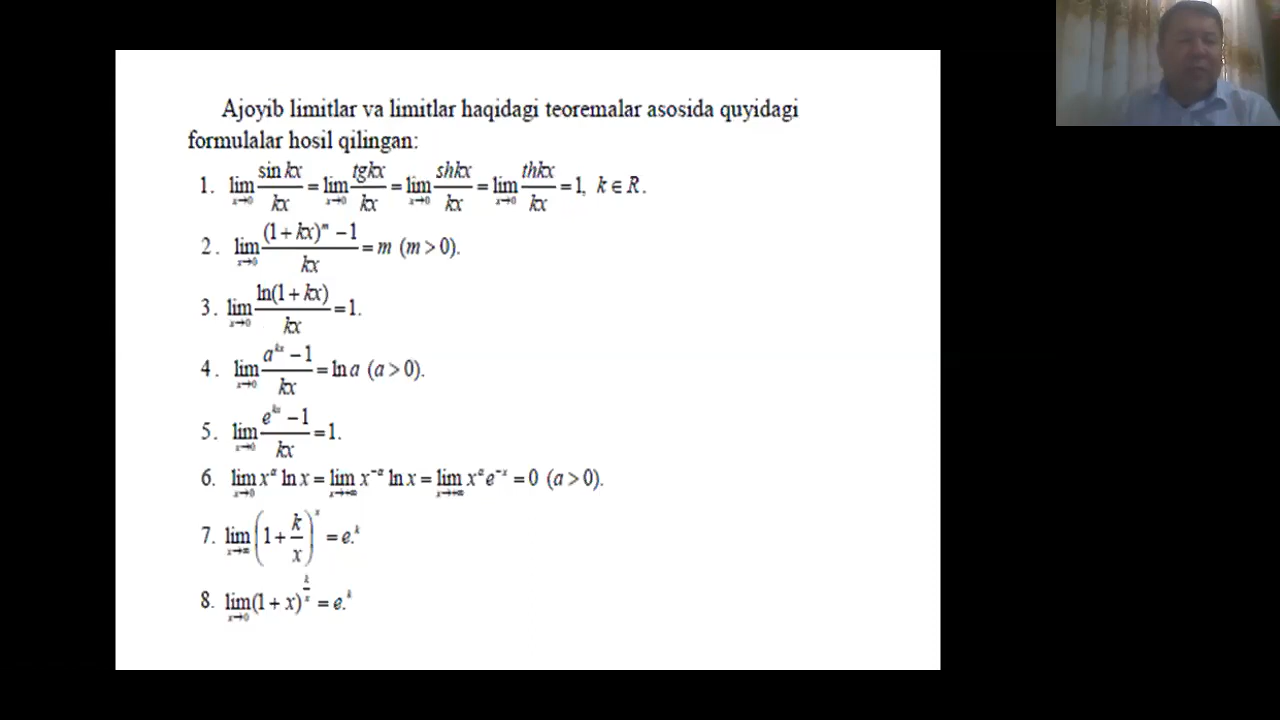 Ajoyib limitlar va limitlar haqidagi teoremalar asosida quyidagi
formulalar hosil qilingan:
1. lim_{x→0} sin kx / kx = lim_{x→0} tgkx / kx = lim_{x→0} shkx / kx = lim_{x→0} thkx / kx = 1, k ∈ R.
2. lim_{x→0} ((1 + kx)^m − 1) / kx = m (m > 0).
3. lim_{x→0} ln(1 + kx) / kx = 1.
4. lim_{x→0} (a^{kx} − 1) / kx = ln a (a > 0).
5. lim_{x→0} (e^{kx} − 1) / kx = 1.
6. lim_{x→0} x^α ln x = lim_{x→+∞} x^{−α} ln x = lim_{x→+∞} x^α e^{−x} = 0 (a > 0).
7. lim_{x→∞} (1 + k/x)^x = e.^k
8. lim_{x→0} (1 + x)^{k/x} = e.^k